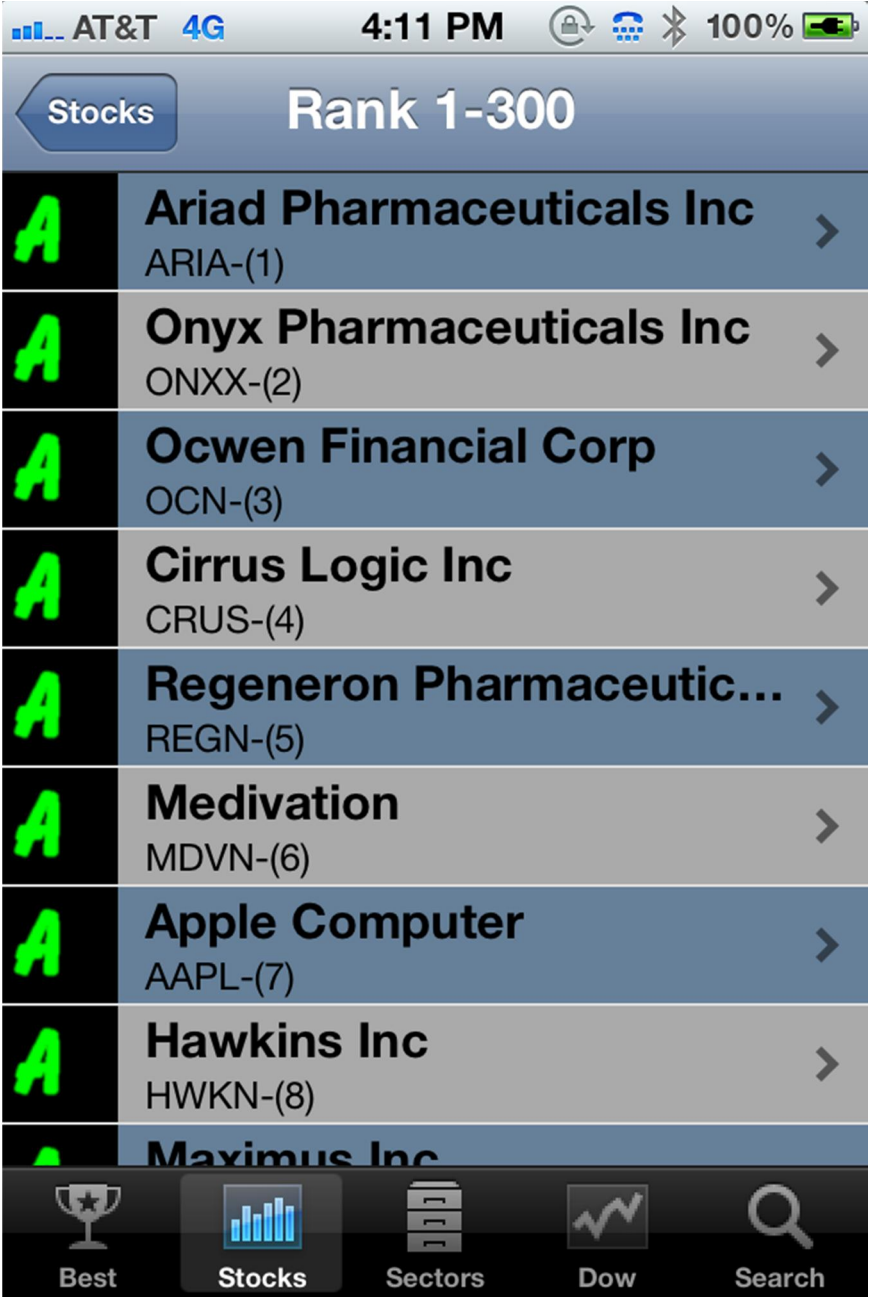 AT&T 4G 4:11 PM 100%
Stocks Rank 1-300
A Ariad Pharmaceuticals Inc
ARIA-(1)
A Onyx Pharmaceuticals Inc
ONXX-(2)
A Ocwen Financial Corp
OCN-(3)
A Cirrus Logic Inc
CRUS-(4)
A Regeneron Pharmaceutic...
REGN-(5)
A Medivation
MDVN-(6)
A Apple Computer
AAPL-(7)
A Hawkins Inc
HWKN-(8)
A Maximus Inc
Best Stocks Sectors Dow Search